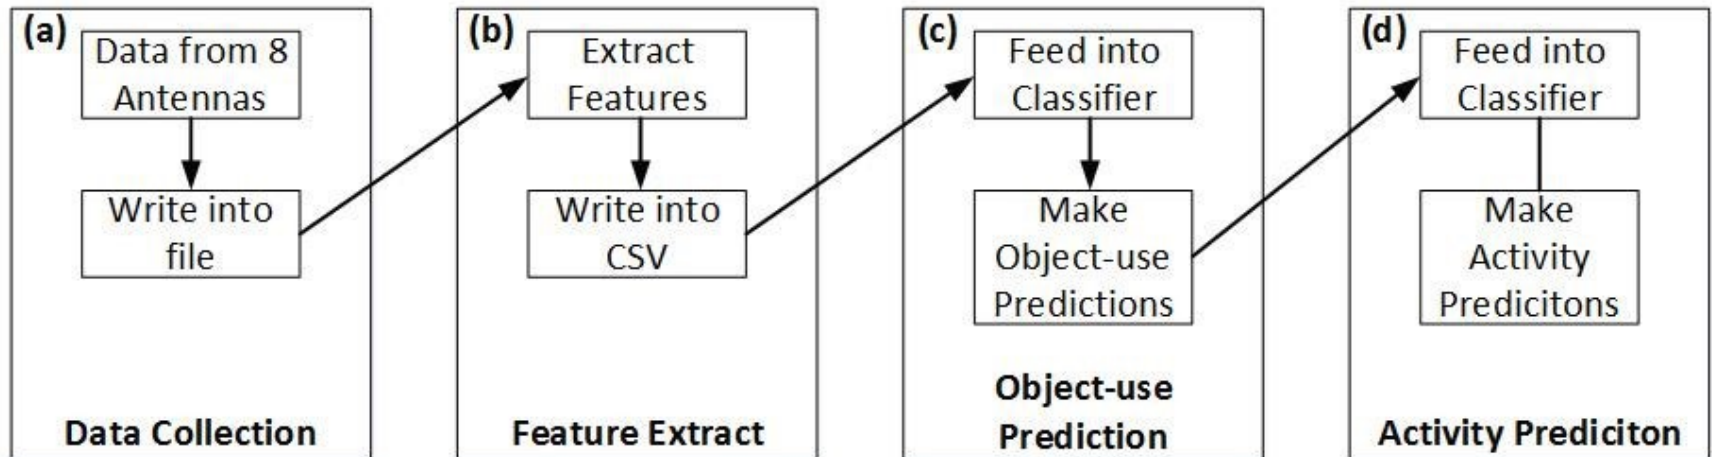 (a)
Data from 8
Antennas
Write into
file
Data Collection
(b)
Extract
Features
Write into
CSV
Feature Extract
(c)
Feed into
Classifier
Make
Object-use
Predictions
Object-use
Prediction
(d)
Feed into
Classifier
Make
Activity
Predicitons
Activity Prediciton